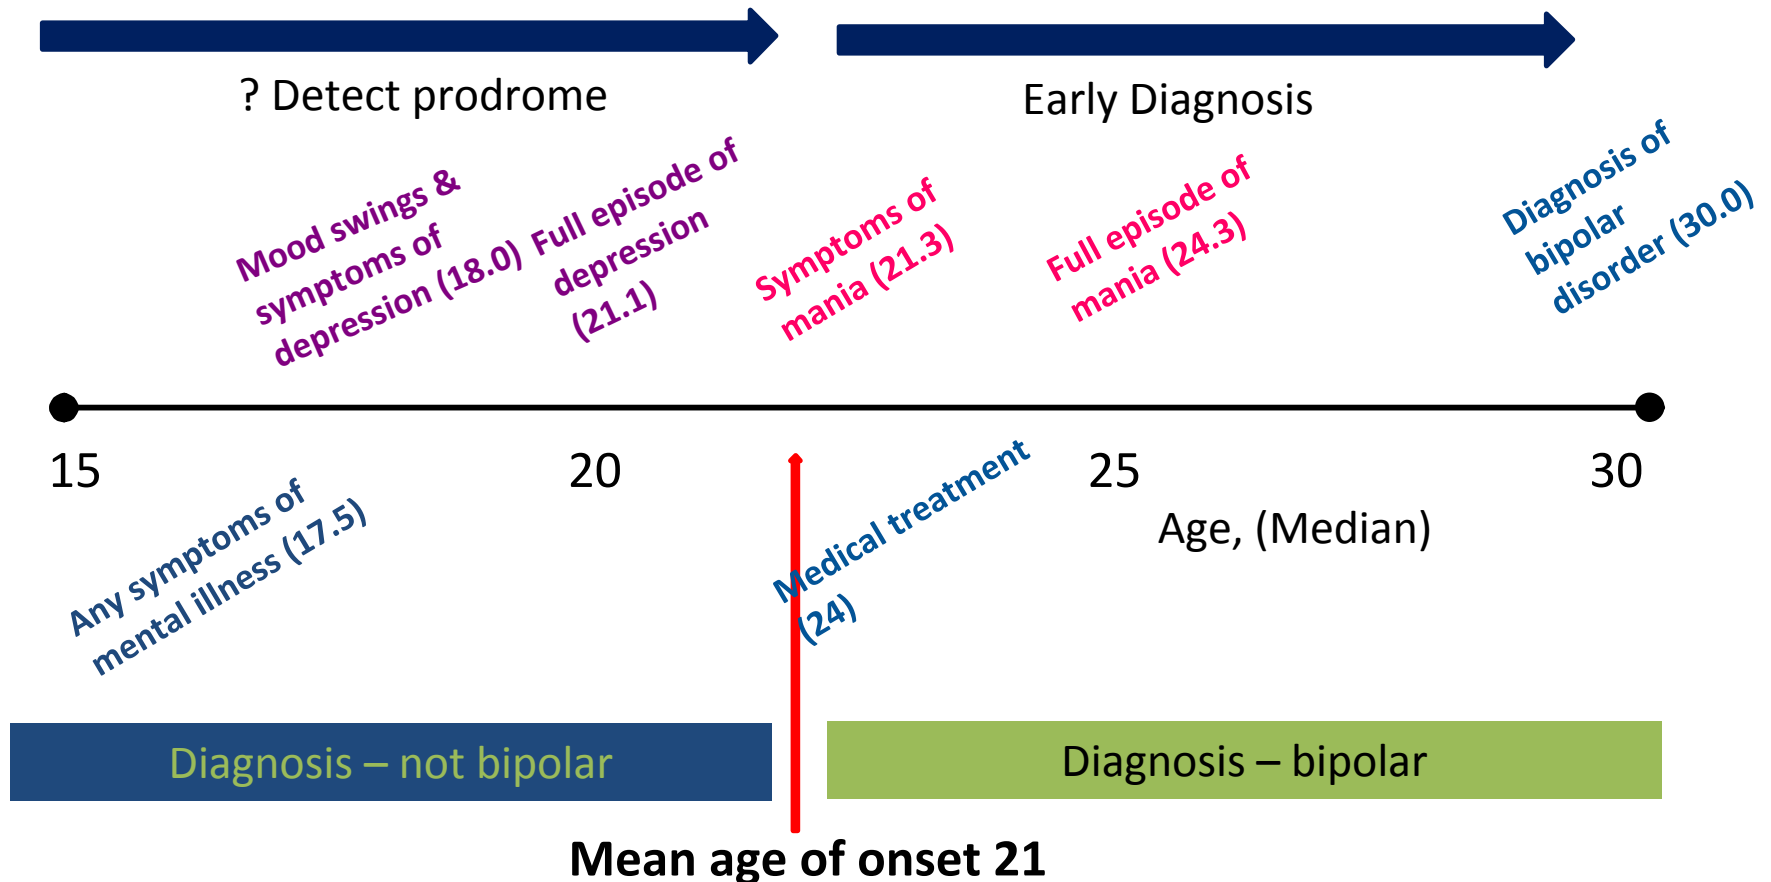 ? Detect prodrome
Early Diagnosis
Mood swings &
symptoms of
depression (18.0)
Full episode of
depression
(21.1)
Symptoms of
mania (21.3)
Full episode of
mania (24.3)
Diagnosis of
bipolar
disorder (30.0)
15
20
25
30
Any symptoms of
mental illness (17.5)
Medical treatment
(24)
Age, (Median)
Diagnosis – not bipolar
Diagnosis – bipolar
Mean age of onset 21